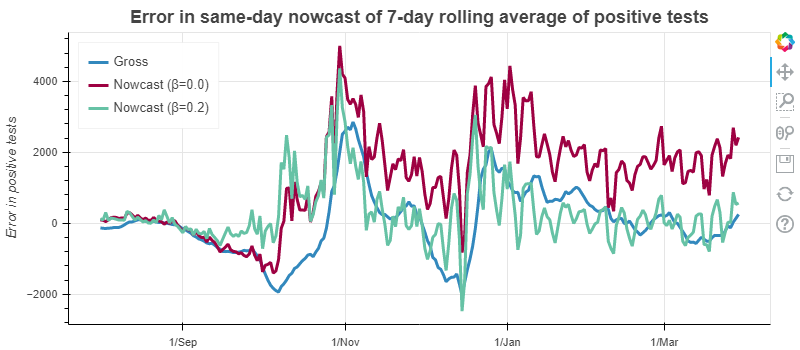 Error in same-day nowcast of 7-day rolling average of positive tests
Gross
Nowcast (β=0.0)
Nowcast (β=0.2)
Error in positive tests
4000
2000
0
−2000
1/Sep
1/Nov
1/Jan
1/Mar